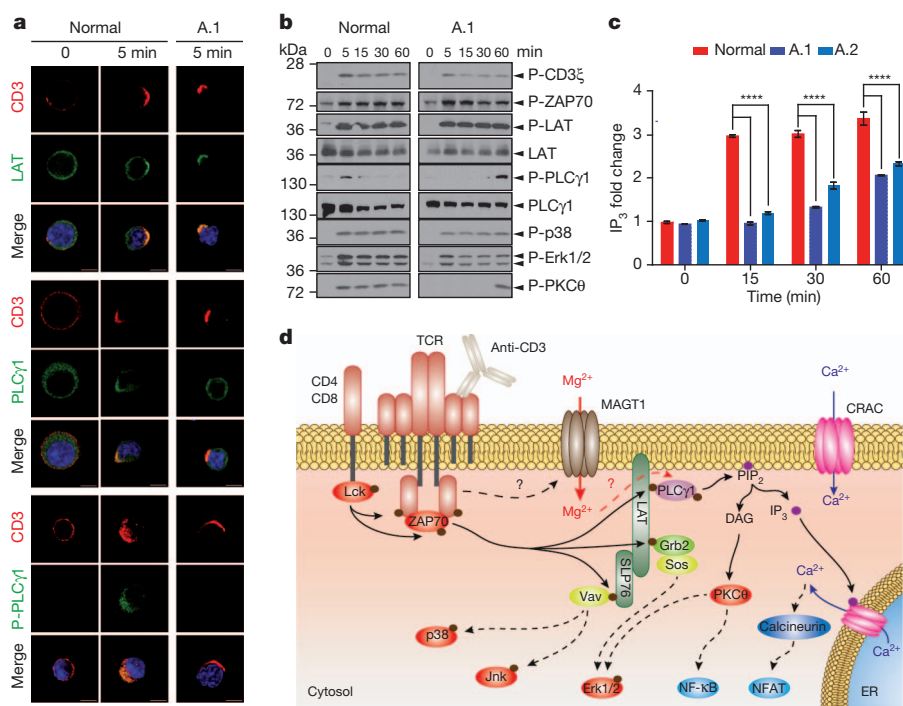 a
Normal
A.1
0
5 min
5 min
CD3
LAT
Merge
CD3
PLCγ1
Merge
CD3
P-PLCγ1
Merge
b
Normal
A.1
kDa
0 5 15 30 60
0 5 15 30 60
min
28
P-CD3ξ
72
P-ZAP70
36
P-LAT
36
LAT
130
P-PLCγ1
130
PLCγ1
36
P-p38
36
P-Erk1/2
72
P-PKCθ
c
Normal
A.1
A.2
IP3 fold change
4
3
2
1
0
****
****
****
0
15
30
60
Time (min)
d
TCR
Anti-CD3
CD4
CD8
Mg2+
MAGT1
Ca2+
CRAC
Lck
ZAP70
?
?
Mg2+
LAT
PLCγ1
PIP2
Ca2+
DAG
IP3
Grb2
Sos
SLP76
Vav
PKCθ
Ca2+
Calcineurin
Ca2+
p38
Jnk
Erk1/2
NF-κB
NFAT
ER
Cytosol